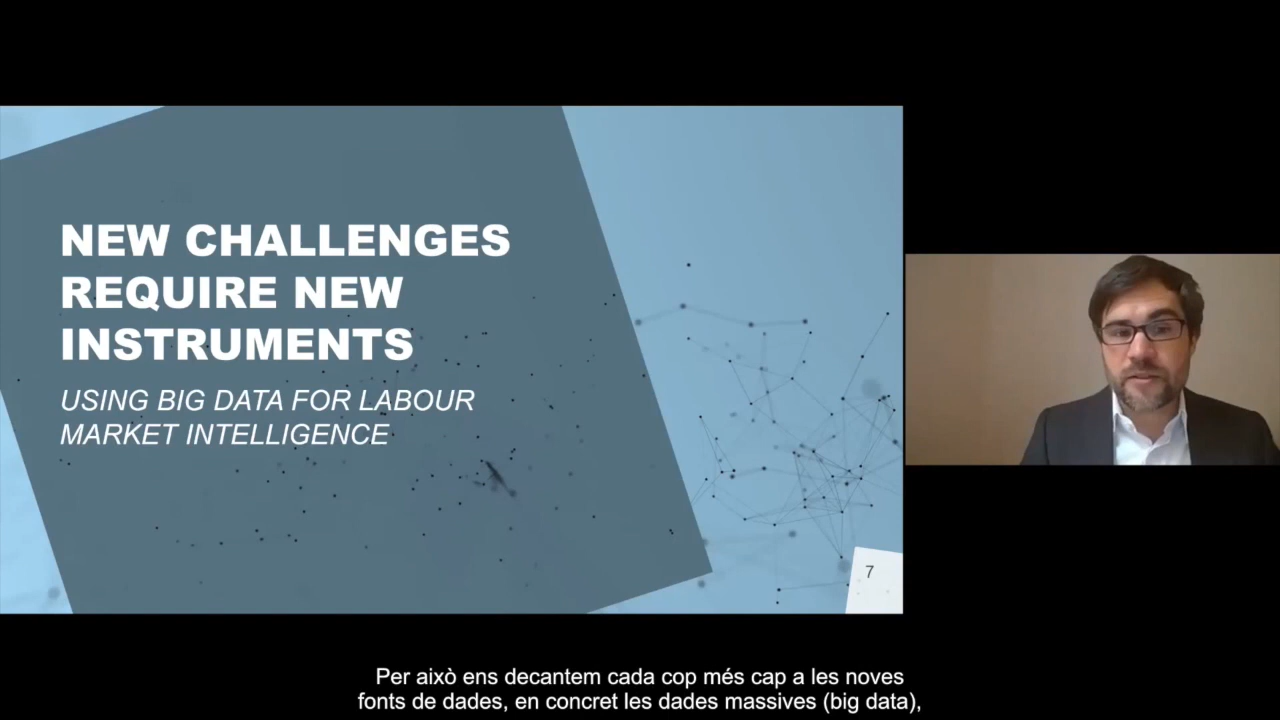 NEW CHALLENGES
REQUIRE NEW
INSTRUMENTS
USING BIG DATA FOR LABOUR
MARKET INTELLIGENCE
7
Per això ens decantem cada cop més cap a les noves
fonts de dades, en concret les dades massives (big data),